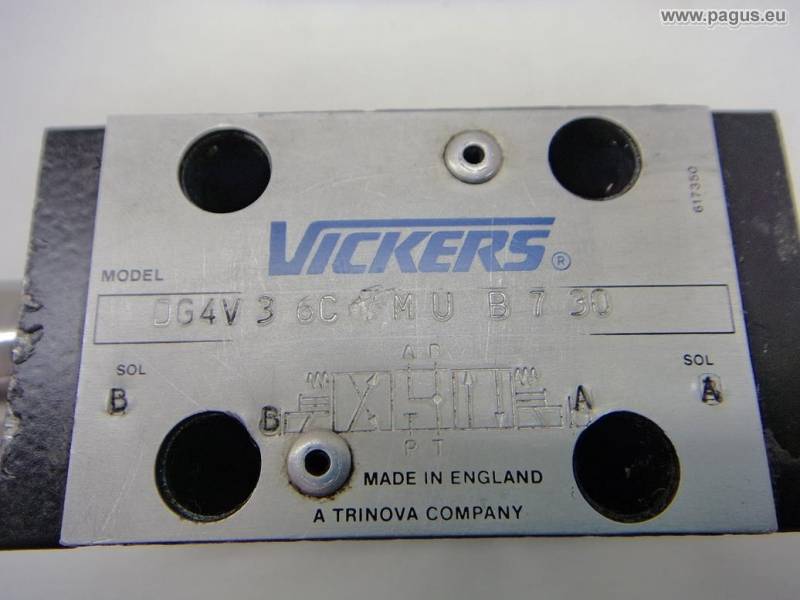 www.pagus.eu
617350
VICKERS®
MODEL
DG4V 3 6C M U B 7 30
SOL SOL
B A
A B
B A
P T
MADE IN ENGLAND
A TRINOVA COMPANY